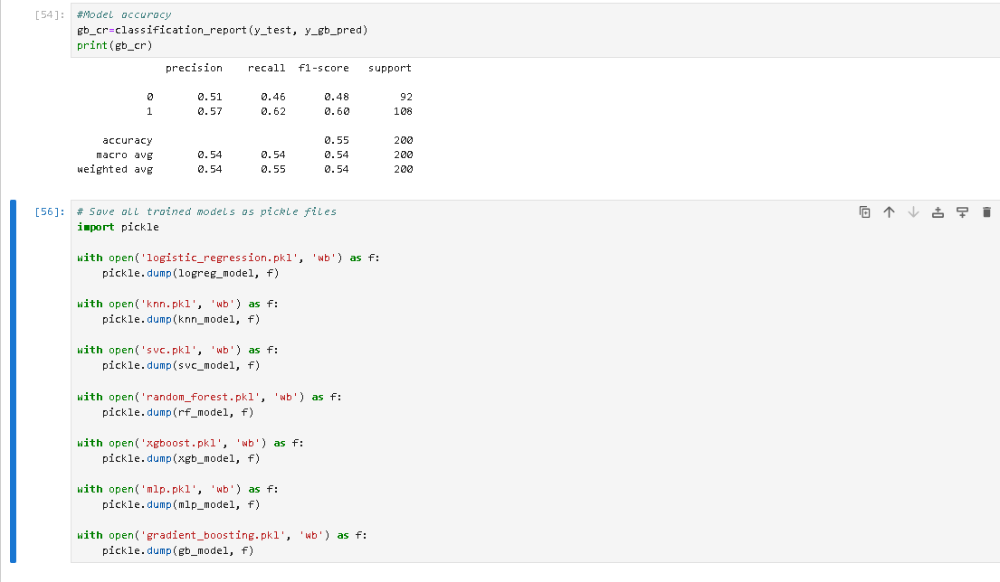 [54]: #Model accuracy
gb_cr=classification_report(y_test, y_gb_pred)
print(gb_cr)
precision recall f1-score support
0 0.51 0.46 0.48 92
1 0.57 0.62 0.60 108
accuracy 0.55 200
macro avg 0.54 0.54 0.54 200
weighted avg 0.54 0.55 0.54 200
[56]: # Save all trained models as pickle files
import pickle
with open('logistic_regression.pkl', 'wb') as f:
pickle.dump(logreg_model, f)
with open('knn.pkl', 'wb') as f:
pickle.dump(knn_model, f)
with open('svc.pkl', 'wb') as f:
pickle.dump(svc_model, f)
with open('random_forest.pkl', 'wb') as f:
pickle.dump(rf_model, f)
with open('xgboost.pkl', 'wb') as f:
pickle.dump(xgb_model, f)
with open('mlp.pkl', 'wb') as f:
pickle.dump(mlp_model, f)
with open('gradient_boosting.pkl', 'wb') as f:
pickle.dump(gb_model, f)